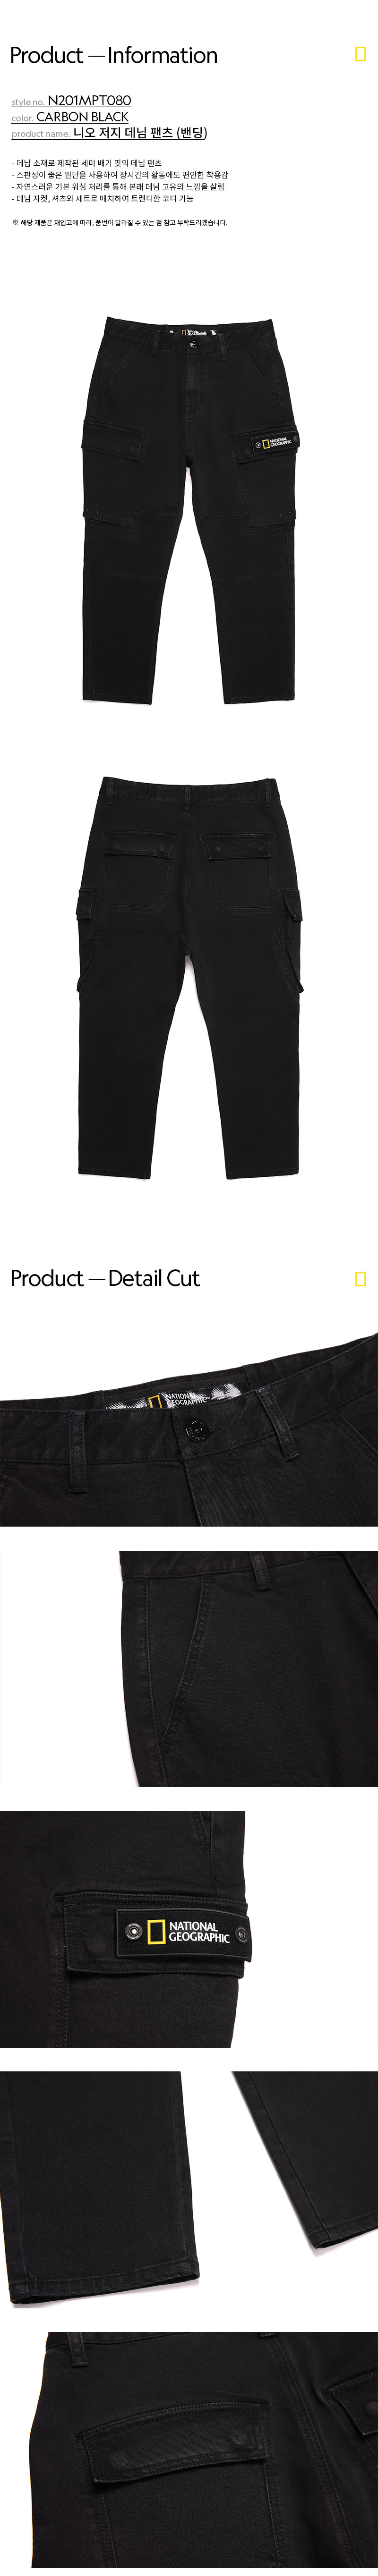 Product — Information
style no. N201MPT080
color. CARBON BLACK
product name. 니오 저지 데님 팬츠 (밴딩)
- 데님 소재로 제작된 세미 배기 핏의 데님 팬츠
- 스판성이 좋은 원단을 사용하여 장시간의 활동에도 편안한 착용감
- 자연스러운 기본 워싱 처리를 통해 본래 데님 고유의 느낌을 살림
- 데님 자켓, 셔츠와 세트로 매치하여 트렌디한 코디 가능
※ 해당 제품은 재입고에 따라, 품번이 달라질 수 있는 점 참고 부탁드리겠습니다.
NATIONAL
GEOGRAPHIC
Product — Detail Cut
NATIONAL
GEOGRAPHIC
NATIONAL
GEOGRAPHIC